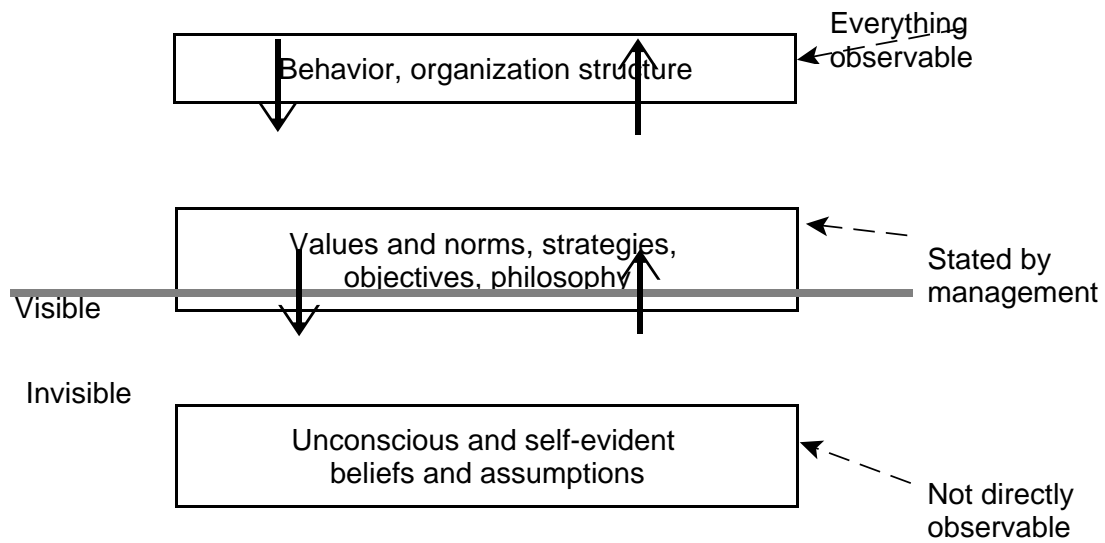 Everything
observable
Behavior, organization structure
Values and norms, strategies,
objectives, philosophy
Stated by
management
Visible
Invisible
Unconscious and self-evident
beliefs and assumptions
Not directly
observable